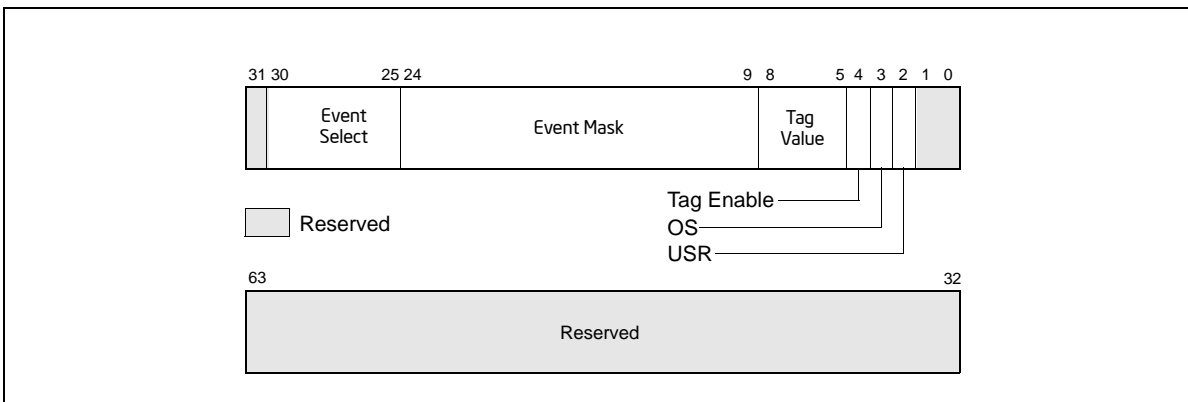 31 30 25 24 9 8 5 4 3 2 1 0
Event
Select
Event Mask
Tag
Value
Tag Enable
OS
USR
Reserved
63 32
Reserved